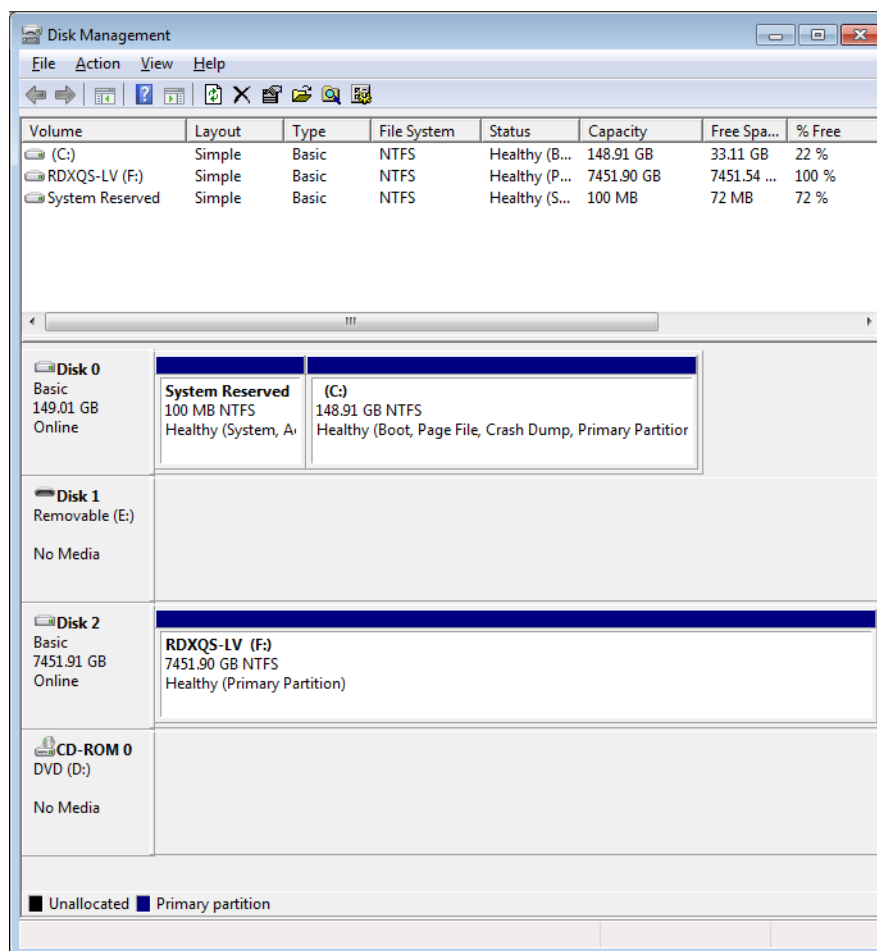 Disk Management
File Action View Help
Volume Layout Type File System Status Capacity Free Spa... % Free
(C:) Simple Basic NTFS Healthy (B... 148.91 GB 33.11 GB 22 %
RDXQS-LV (F:) Simple Basic NTFS Healthy (P... 7451.90 GB 7451.54 ... 100 %
System Reserved Simple Basic NTFS Healthy (S... 100 MB 72 MB 72 %
Disk 0
Basic
149.01 GB
Online
System Reserved
100 MB NTFS
Healthy (System, A
(C:)
148.91 GB NTFS
Healthy (Boot, Page File, Crash Dump, Primary Partitior
Disk 1
Removable (E:)
No Media
Disk 2
Basic
7451.91 GB
Online
RDXQS-LV (F:)
7451.90 GB NTFS
Healthy (Primary Partition)
CD-ROM 0
DVD (D:)
No Media
Unallocated Primary partition